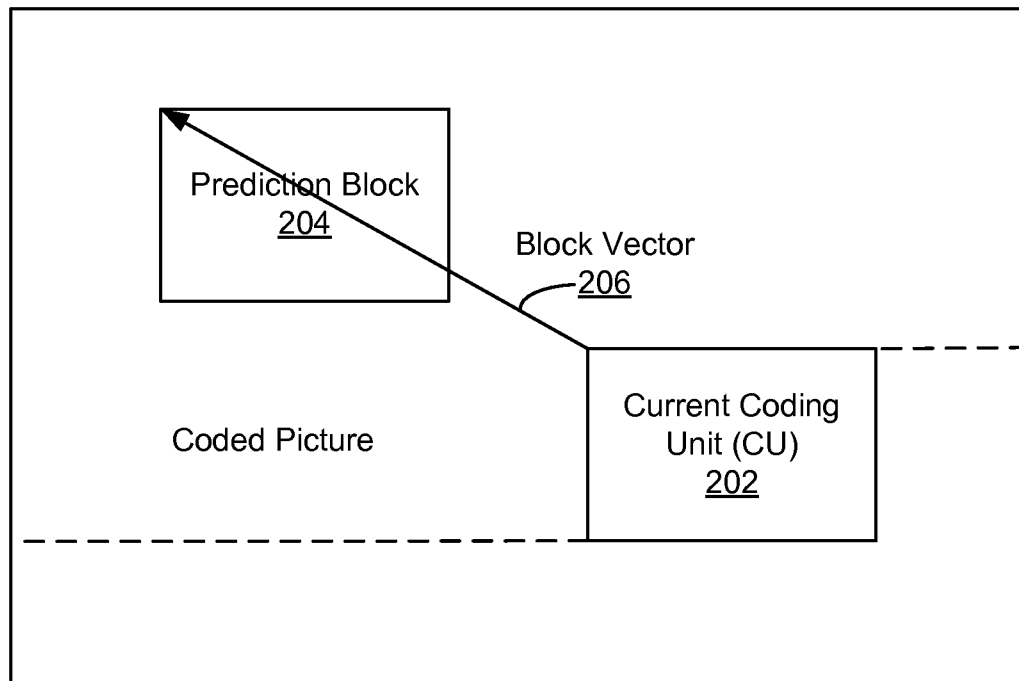 Prediction Block
204
Block Vector
206
Current Coding
Unit (CU)
202
Coded Picture